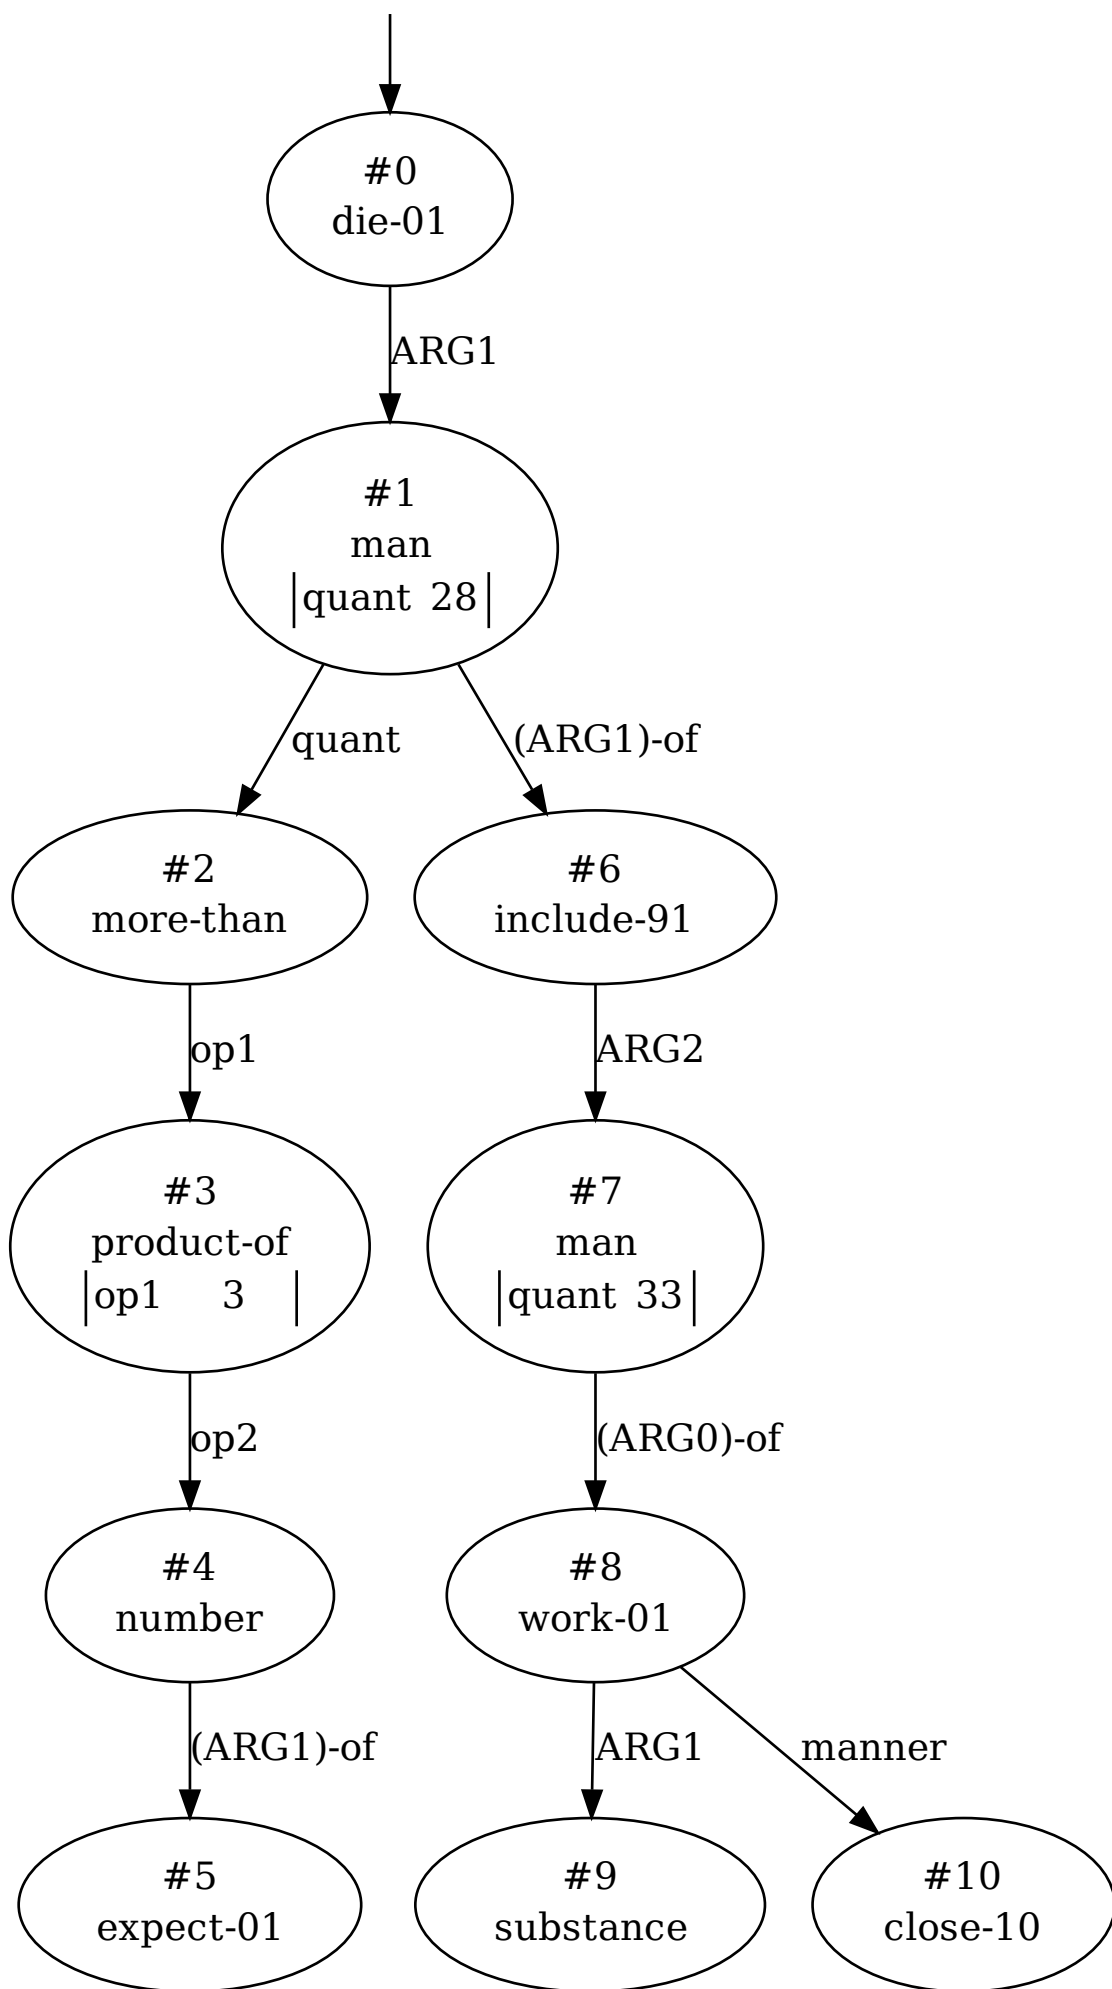 #0
die-01
ARG1
#1
man
quant 28
quant
(ARG1)-of
#2
more-than
#6
include-91
op1
ARG2
#3
product-of
op1 3
#7
man
quant 33
op2
(ARG0)-of
#4
number
#8
work-01
(ARG1)-of
ARG1
manner
#5
expect-01
#9
substance
#10
close-10